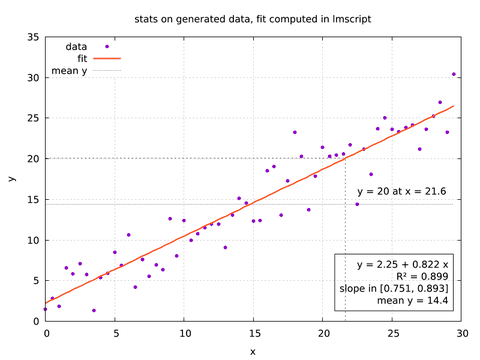 stats on generated data, fit computed in lmscript
35
30
25
20
15
10
5
0
y
data
fit
mean y
y = 20 at x = 21.6
y = 2.25 + 0.822 x
R² = 0.899
slope in [0.751, 0.893]
mean y = 14.4
0 5 10 15 20 25 30
x